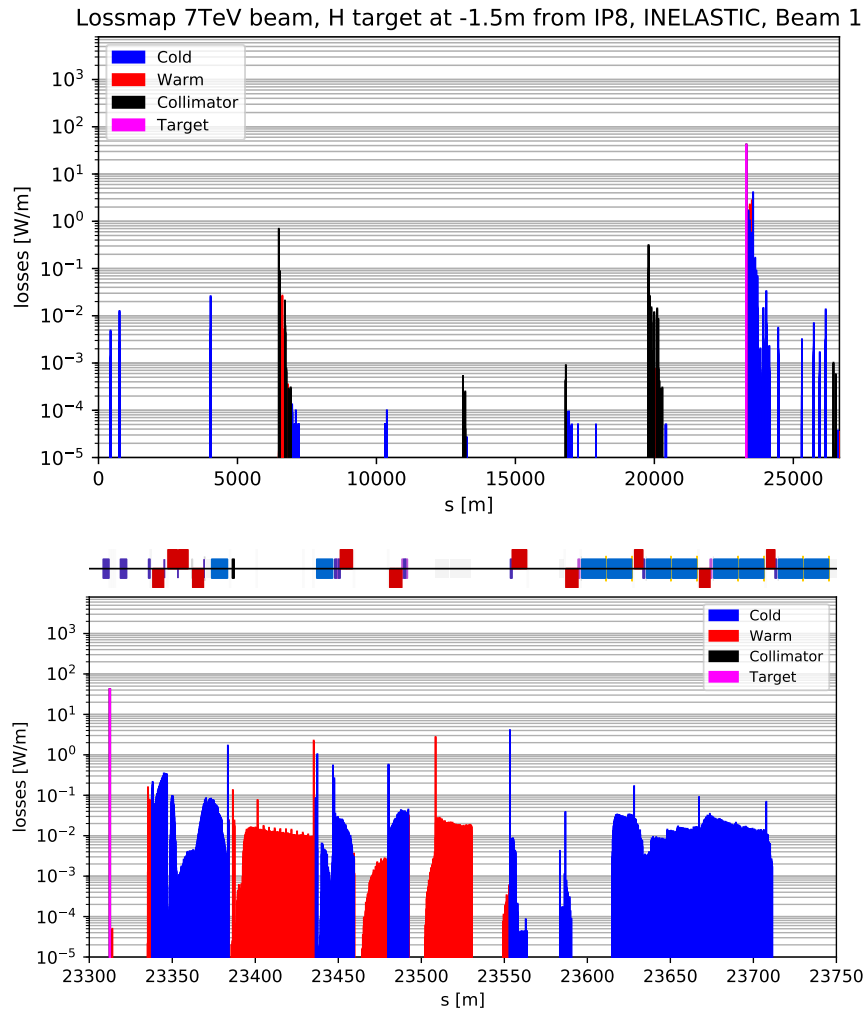 Lossmap 7TeV beam, H target at -1.5m from IP8, INELASTIC, Beam 1
Cold
Warm
Collimator
Target
10³
10²
10¹
10⁰
10⁻¹
10⁻²
10⁻³
10⁻⁴
10⁻⁵
losses [W/m]
0 5000 10000 15000 20000 25000
s [m]
Cold
Warm
Collimator
Target
10³
10²
10¹
10⁰
10⁻¹
10⁻²
10⁻³
10⁻⁴
10⁻⁵
losses [W/m]
23300 23350 23400 23450 23500 23550 23600 23650 23700 23750
s [m]